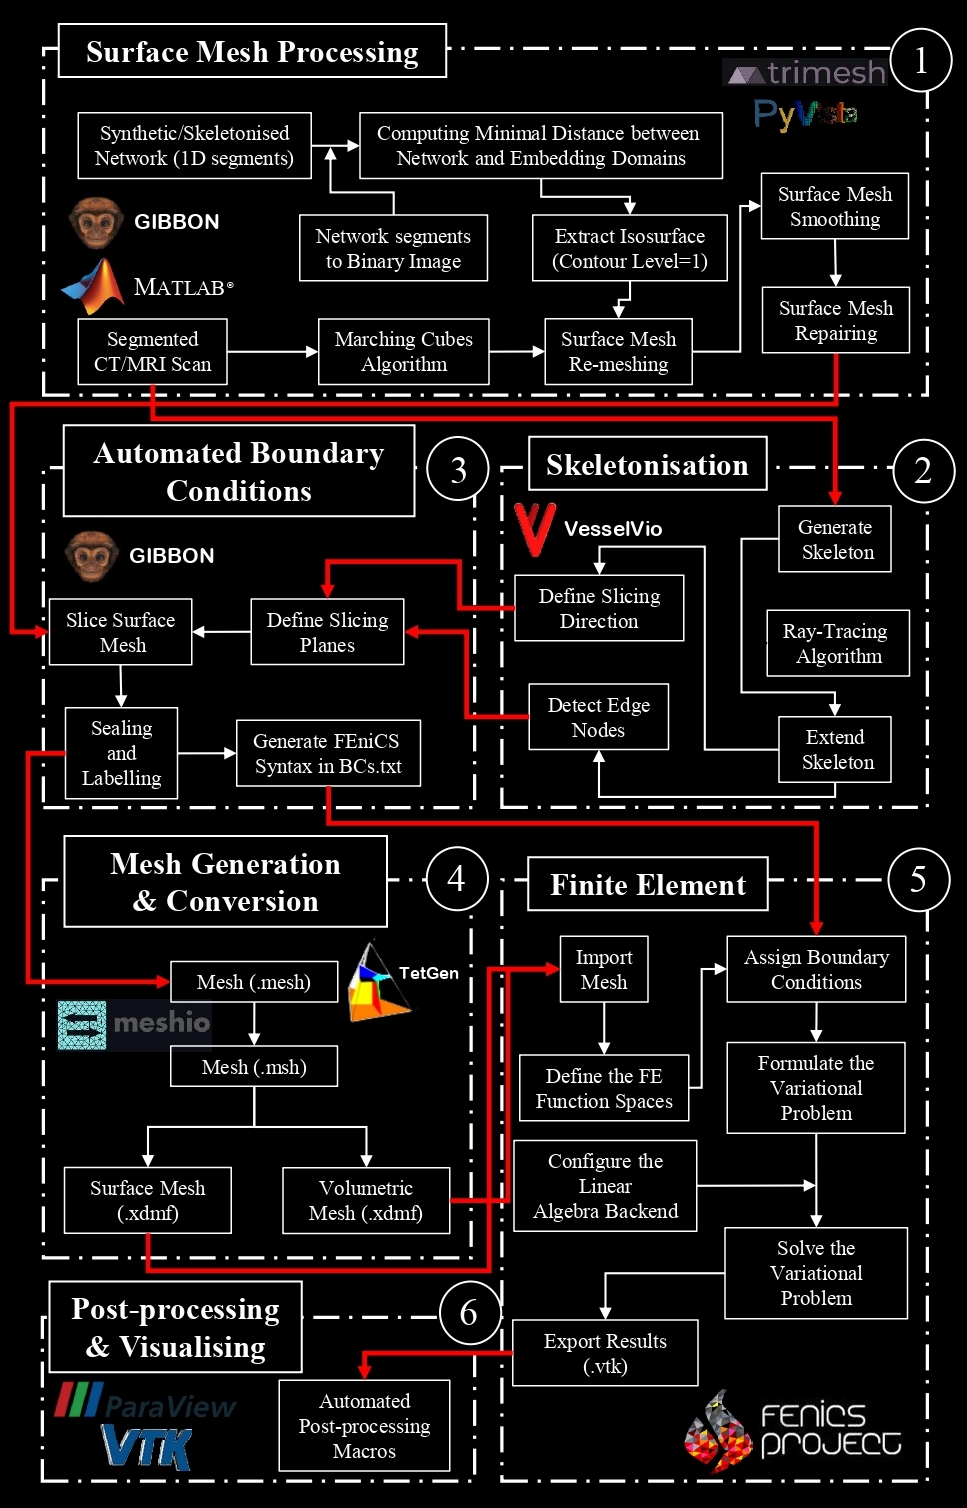 Surface Mesh Processing
1
trimesh
PyVista
Synthetic/Skeletonised
Network (1D segments)
Computing Minimal Distance between
Network and Embedding Domains
Surface Mesh
Smoothing
GIBBON
Network segments
to Binary Image
Extract Isosurface
(Contour Level=1)
MATLAB®
Segmented
CT/MRI Scan
Marching Cubes
Algorithm
Surface Mesh
Re-meshing
Surface Mesh
Repairing
Automated Boundary
Conditions
3
GIBBON
Slice Surface
Mesh
Define Slicing
Planes
Sealing
and
Labelling
Generate FEniCS
Syntax in BCs.txt
Skeletonisation
2
VesselVio
Generate
Skeleton
Define Slicing
Direction
Ray-Tracing
Algorithm
Detect Edge
Nodes
Extend
Skeleton
Mesh Generation
& Conversion
4
TetGen
Mesh (.mesh)
meshio
Mesh (.msh)
Surface Mesh
(.xdmf)
Volumetric
Mesh (.xdmf)
Finite Element
5
Import
Mesh
Assign Boundary
Conditions
Define the FE
Function Spaces
Formulate the
Variational
Problem
Configure the
Linear
Algebra Backend
Solve the
Variational
Problem
Export Results
(.vtk)
FENICS
PROJECT
Post-processing
& Visualising
6
ParaView
VTK
Automated
Post-processing
Macros